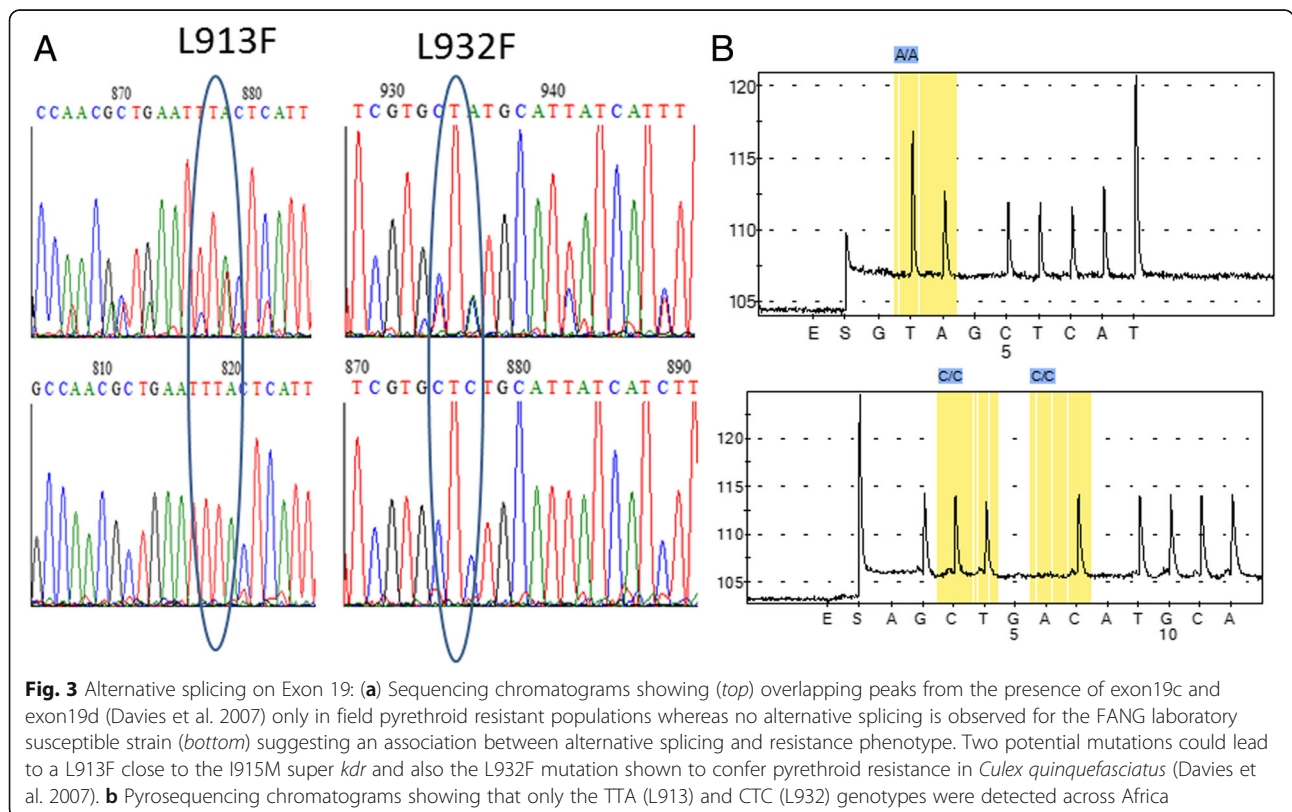 A
L913F
L932F
B
870 880
CCAACGCTGAATTTACTCATT
930 940
TCGTGCTATGCATTATCATTT
810 820
GCCAACGCTGAATTTACTCATT
870 880 890
TCGTGCTCTGCATTATCATCTT
A/A
120
115
110
105
E S G T A G C T C A T
5
C/C C/C
120
115
110
105
E S A G C T G A C A T G C A
5 10
Fig. 3 Alternative splicing on Exon 19: (a) Sequencing chromatograms showing (top) overlapping peaks from the presence of exon19c and
exon19d (Davies et al. 2007) only in field pyrethroid resistant populations whereas no alternative splicing is observed for the FANG laboratory
susceptible strain (bottom) suggesting an association between alternative splicing and resistance phenotype. Two potential mutations could lead
to a L913F close to the I915M super kdr and also the L932F mutation shown to confer pyrethroid resistance in Culex quinquefasciatus (Davies et
al. 2007). b Pyrosequencing chromatograms showing that only the TTA (L913) and CTC (L932) genotypes were detected across Africa